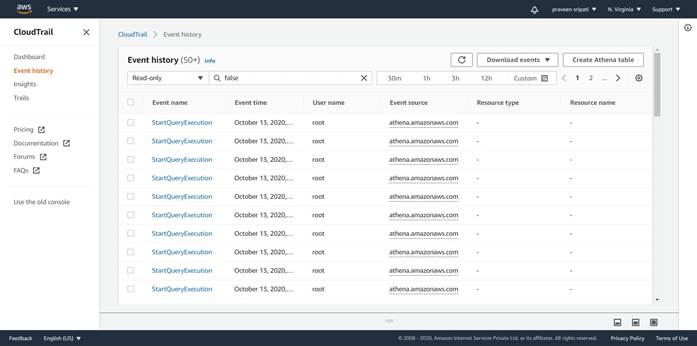 aws Services praveen sripati N. Virginia Support
CloudTrail
Dashboard
Event history
Insights
Trails
Pricing
Documentation
Forums
FAQs
Use the old console
CloudTrail Event history
Event history (50+) Info Download events Create Athena table
Read-only false 30m 1h 3h 12h Custom 1 2 ...
Event name Event time User name Event source Resource type Resource name
StartQueryExecution October 13, 2020,... root athena.amazonaws.com - -
StartQueryExecution October 13, 2020,... root athena.amazonaws.com - -
StartQueryExecution October 13, 2020,... root athena.amazonaws.com - -
StartQueryExecution October 13, 2020,... root athena.amazonaws.com - -
StartQueryExecution October 13, 2020,... root athena.amazonaws.com - -
StartQueryExecution October 13, 2020,... root athena.amazonaws.com - -
StartQueryExecution October 13, 2020,... root athena.amazonaws.com - -
StartQueryExecution October 13, 2020,... root athena.amazonaws.com - -
StartQueryExecution October 13, 2020,... root athena.amazonaws.com - -
StartQueryExecution October 13, 2020,... root athena.amazonaws.com - -
Feedback English (US) © 2008 - 2020, Amazon Internet Services Private Ltd. or its affiliates. All rights reserved. Privacy Policy Terms of Use